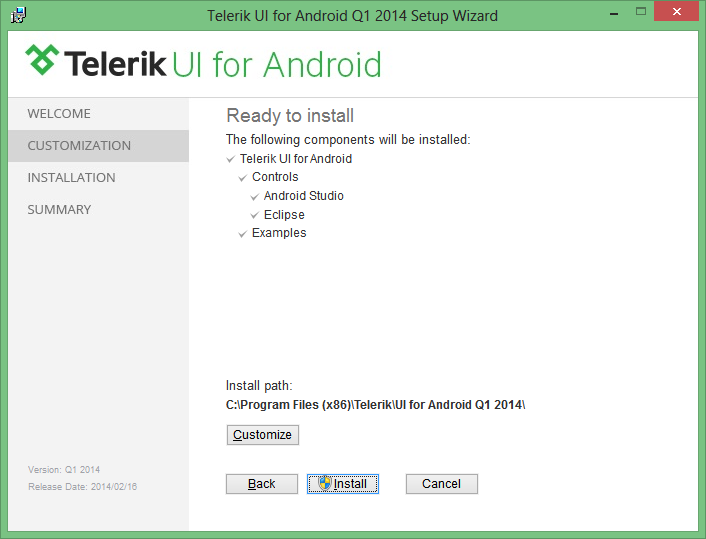 Telerik UI for Android Q1 2014 Setup Wizard
Telerik UI for Android
WELCOME
CUSTOMIZATION
INSTALLATION
SUMMARY
Version: Q1 2014
Release Date: 2014/02/16
Ready to install
The following components will be installed:
Telerik UI for Android
Controls
Android Studio
Eclipse
Examples
Install path:
C:\Program Files (x86)\Telerik\UI for Android Q1 2014\
Customize
Back Install Cancel